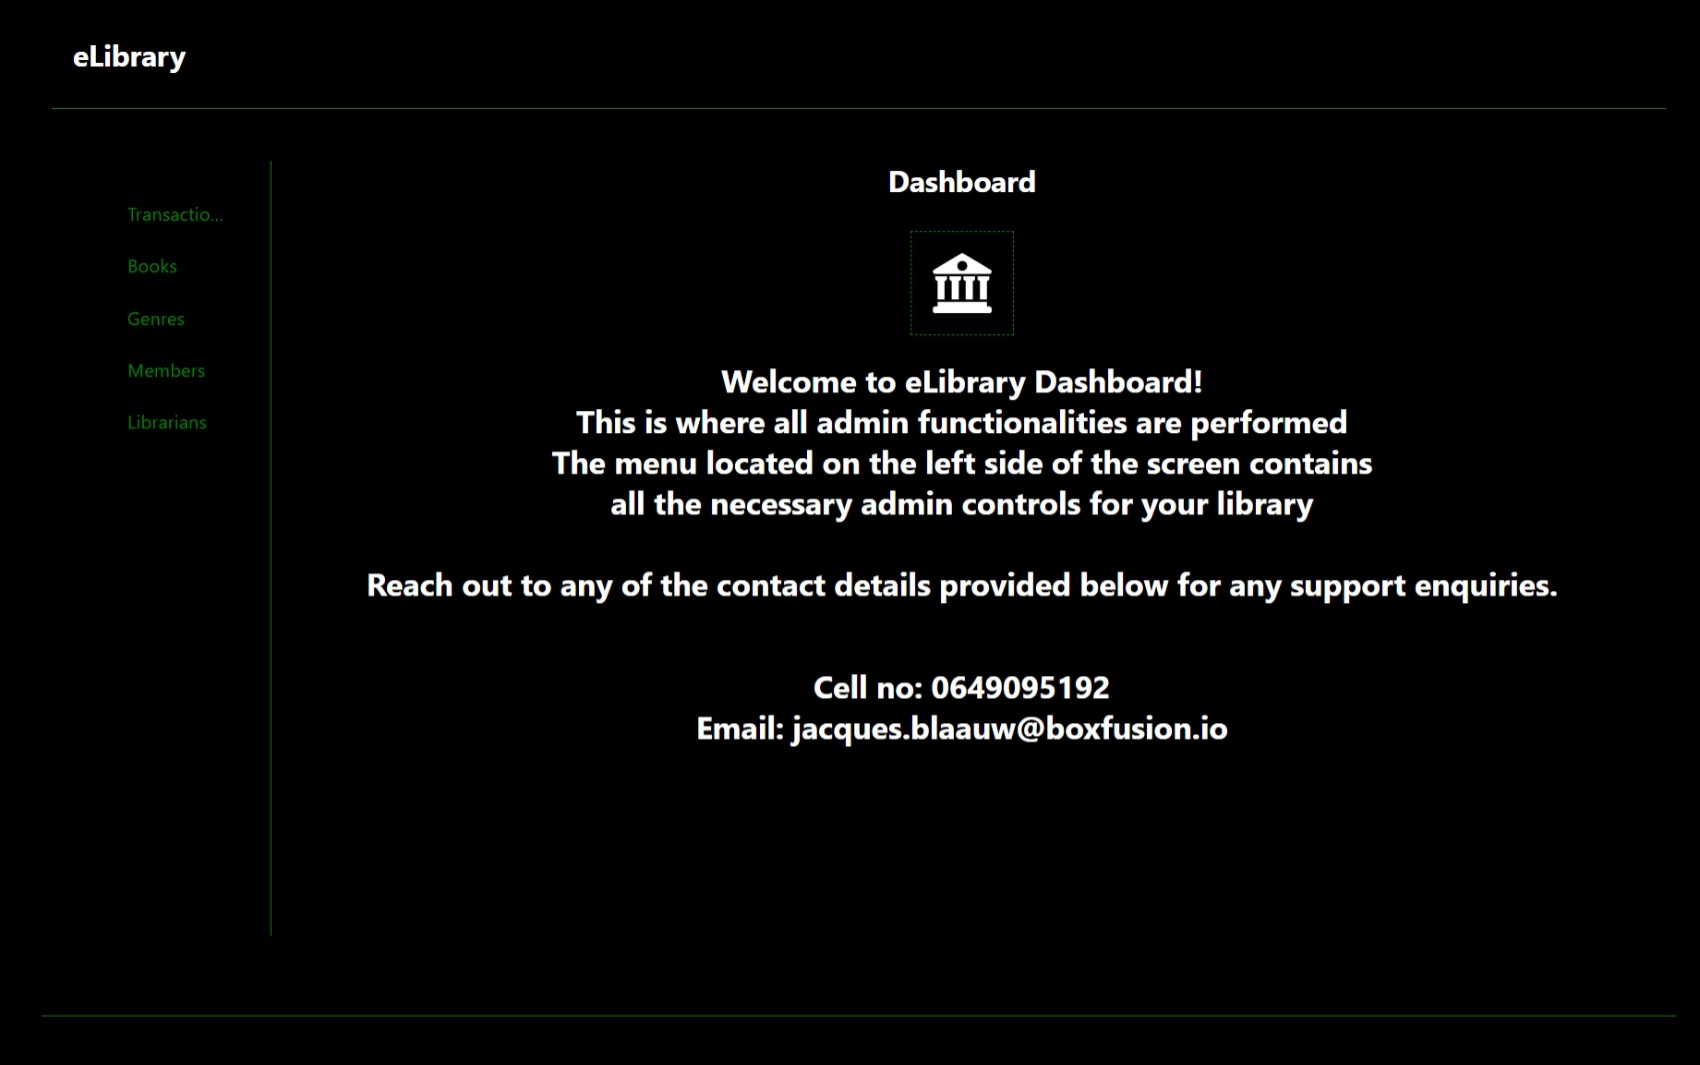 eLibrary
Transactio...
Books
Genres
Members
Librarians
Dashboard
Welcome to eLibrary Dashboard!
This is where all admin functionalities are performed
The menu located on the left side of the screen contains
all the necessary admin controls for your library
Reach out to any of the contact details provided below for any support enquiries.
Cell no: 0649095192
Email: jacques.blaauw@boxfusion.io